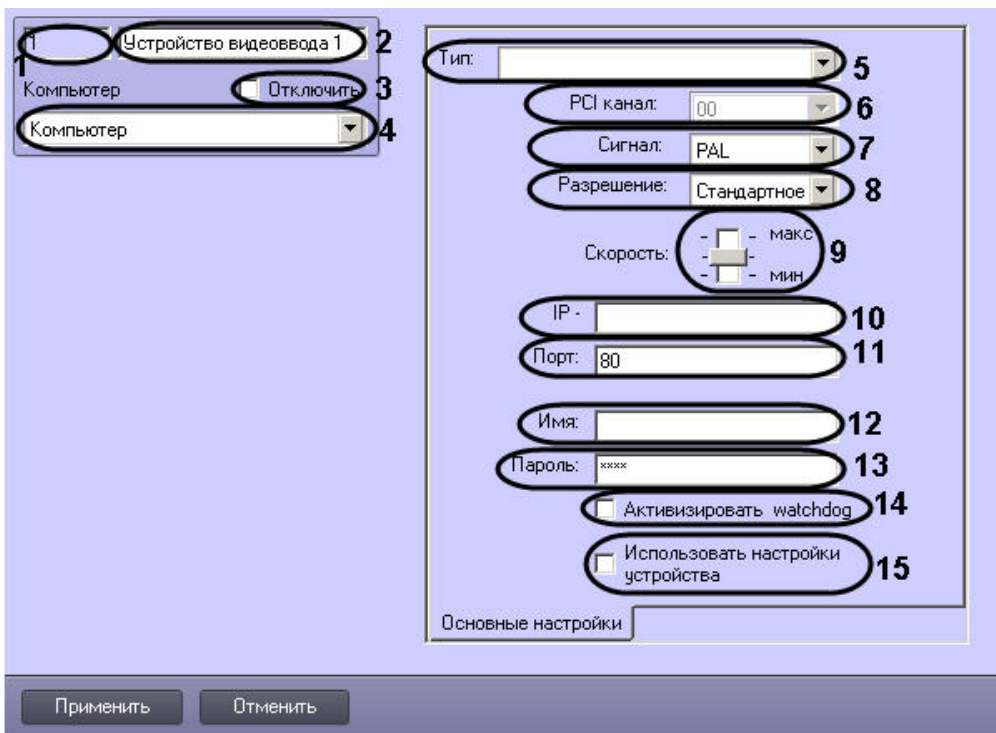 1 Устройство видеоввода 1 2
1
Компьютер Отключить 3
Компьютер 4
Тип: 5
PCI канал: 00 6
Сигнал: PAL 7
Разрешение: Стандартное 8
Скорость: - - макс
- - 9
- - мин
IP - 10
Порт: 80 11
Имя: 12
Пароль: **** 13
Активизировать watchdog 14
Использовать настройки
устройства 15
Основные настройки
Применить Отменить